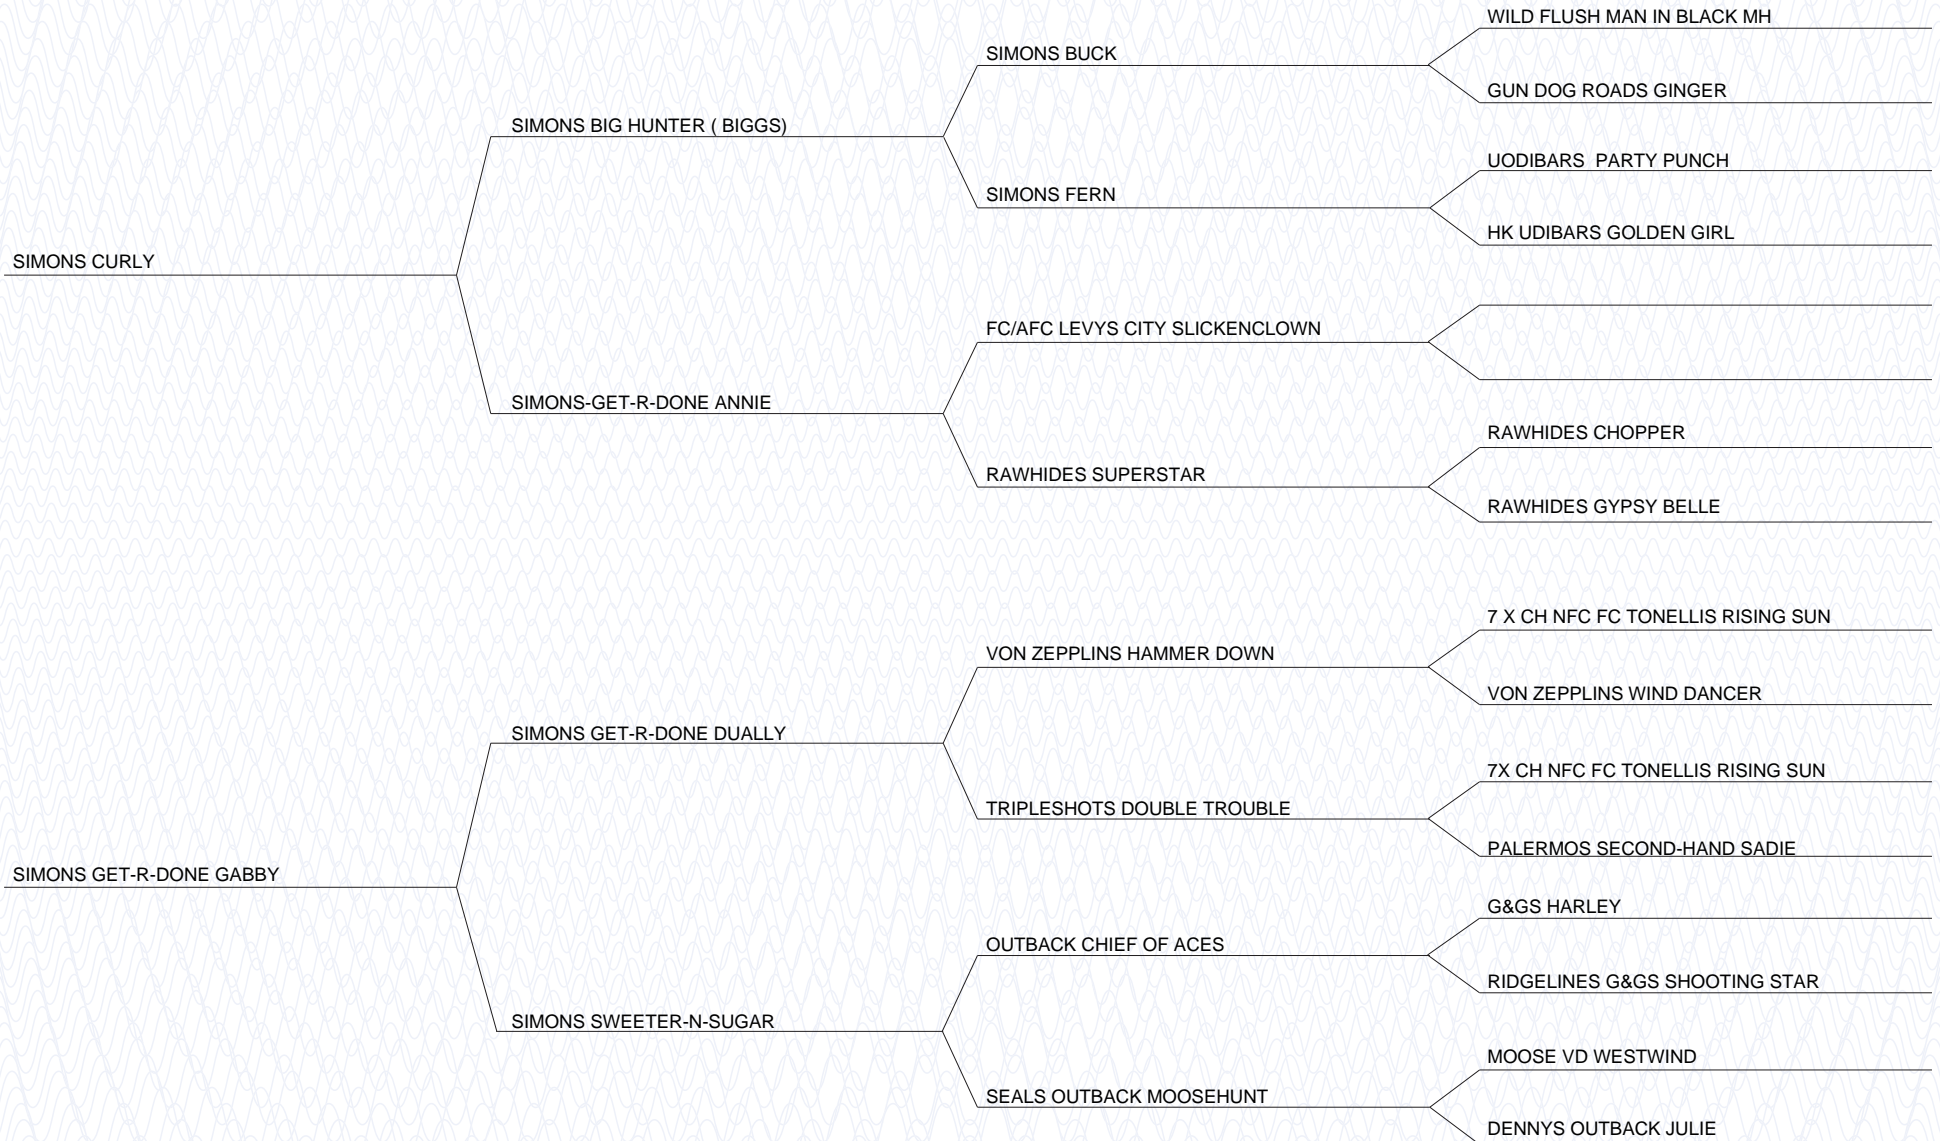 WILD FLUSH MAN IN BLACK MH
SIMONS BUCK
GUN DOG ROADS GINGER
SIMONS BIG HUNTER ( BIGGS)
UODIBARS  PARTY PUNCH
SIMONS FERN
HK UDIBARS GOLDEN GIRL
SIMONS CURLY
FC/AFC LEVYS CITY SLICKENCLOWN
SIMONS-GET-R-DONE ANNIE
RAWHIDES CHOPPER
RAWHIDES SUPERSTAR
RAWHIDES GYPSY BELLE
7 X CH NFC FC TONELLIS RISING SUN
VON ZEPPLINS HAMMER DOWN
VON ZEPPLINS WIND DANCER
SIMONS GET-R-DONE DUALLY
7X CH NFC FC TONELLIS RISING SUN
TRIPLESHOTS DOUBLE TROUBLE
PALERMOS SECOND-HAND SADIE
SIMONS GET-R-DONE GABBY
G&GS HARLEY
OUTBACK CHIEF OF ACES
RIDGELINES G&GS SHOOTING STAR
SIMONS SWEETER-N-SUGAR
MOOSE VD WESTWIND
SEALS OUTBACK MOOSEHUNT
DENNYS OUTBACK JULIE